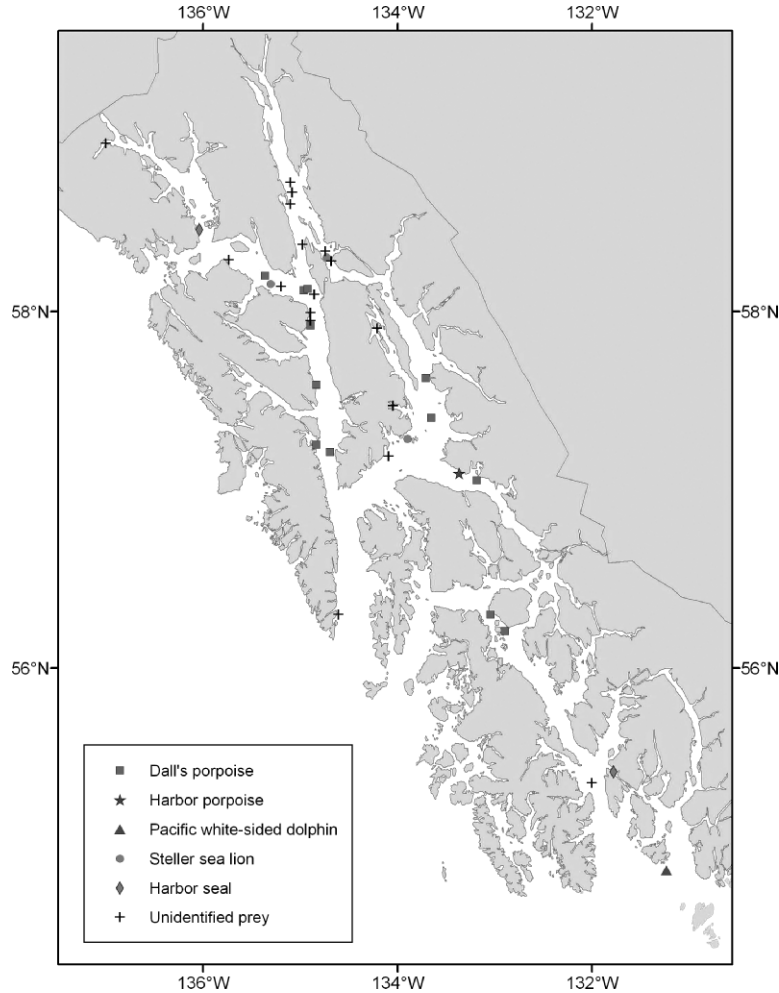 136°W 134°W 132°W
58°N 58°N
56°N 56°N
Dall's porpoise
Harbor porpoise
Pacific white-sided dolphin
Steller sea lion
Harbor seal
Unidentified prey
136°W 134°W 132°W